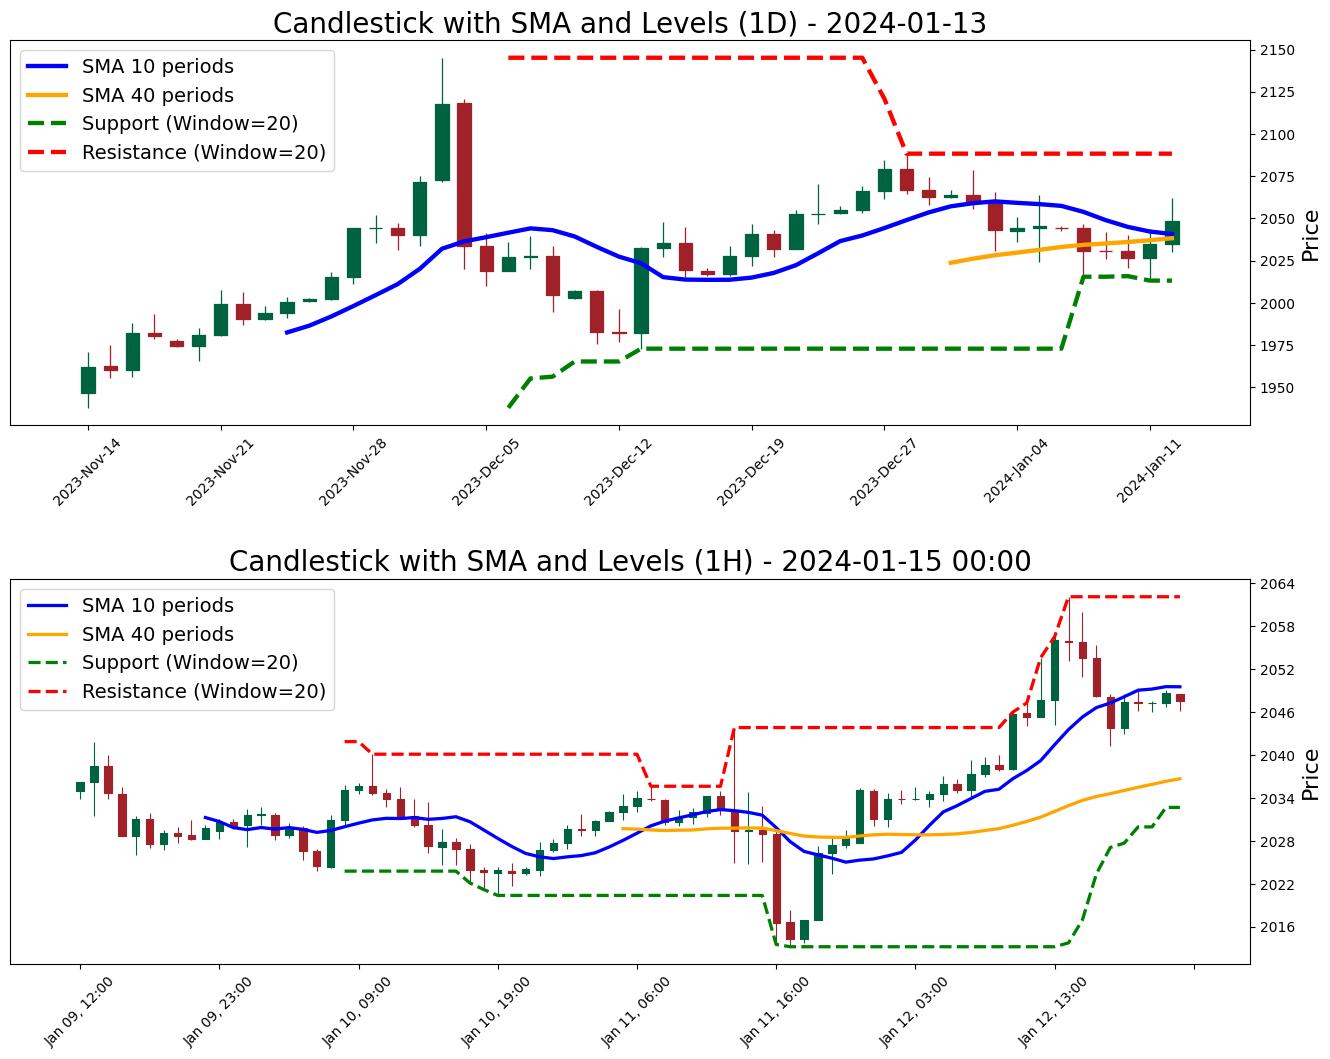 Candlestick with SMA and Levels (1D) - 2024-01-13
SMA 10 periods
SMA 40 periods
Support (Window=20)
Resistance (Window=20)
2150
2125
2100
2075
2050
2025
2000
1975
1950
Price
2023-Nov-14
2023-Nov-21
2023-Nov-28
2023-Dec-05
2023-Dec-12
2023-Dec-19
2023-Dec-27
2024-Jan-04
2024-Jan-11
Candlestick with SMA and Levels (1H) - 2024-01-15 00:00
SMA 10 periods
SMA 40 periods
Support (Window=20)
Resistance (Window=20)
2064
2058
2052
2046
2040
2034
2028
2022
2016
Price
Jan 09, 12:00
Jan 09, 23:00
Jan 10, 09:00
Jan 10, 19:00
Jan 11, 06:00
Jan 11, 16:00
Jan 12, 03:00
Jan 12, 13:00